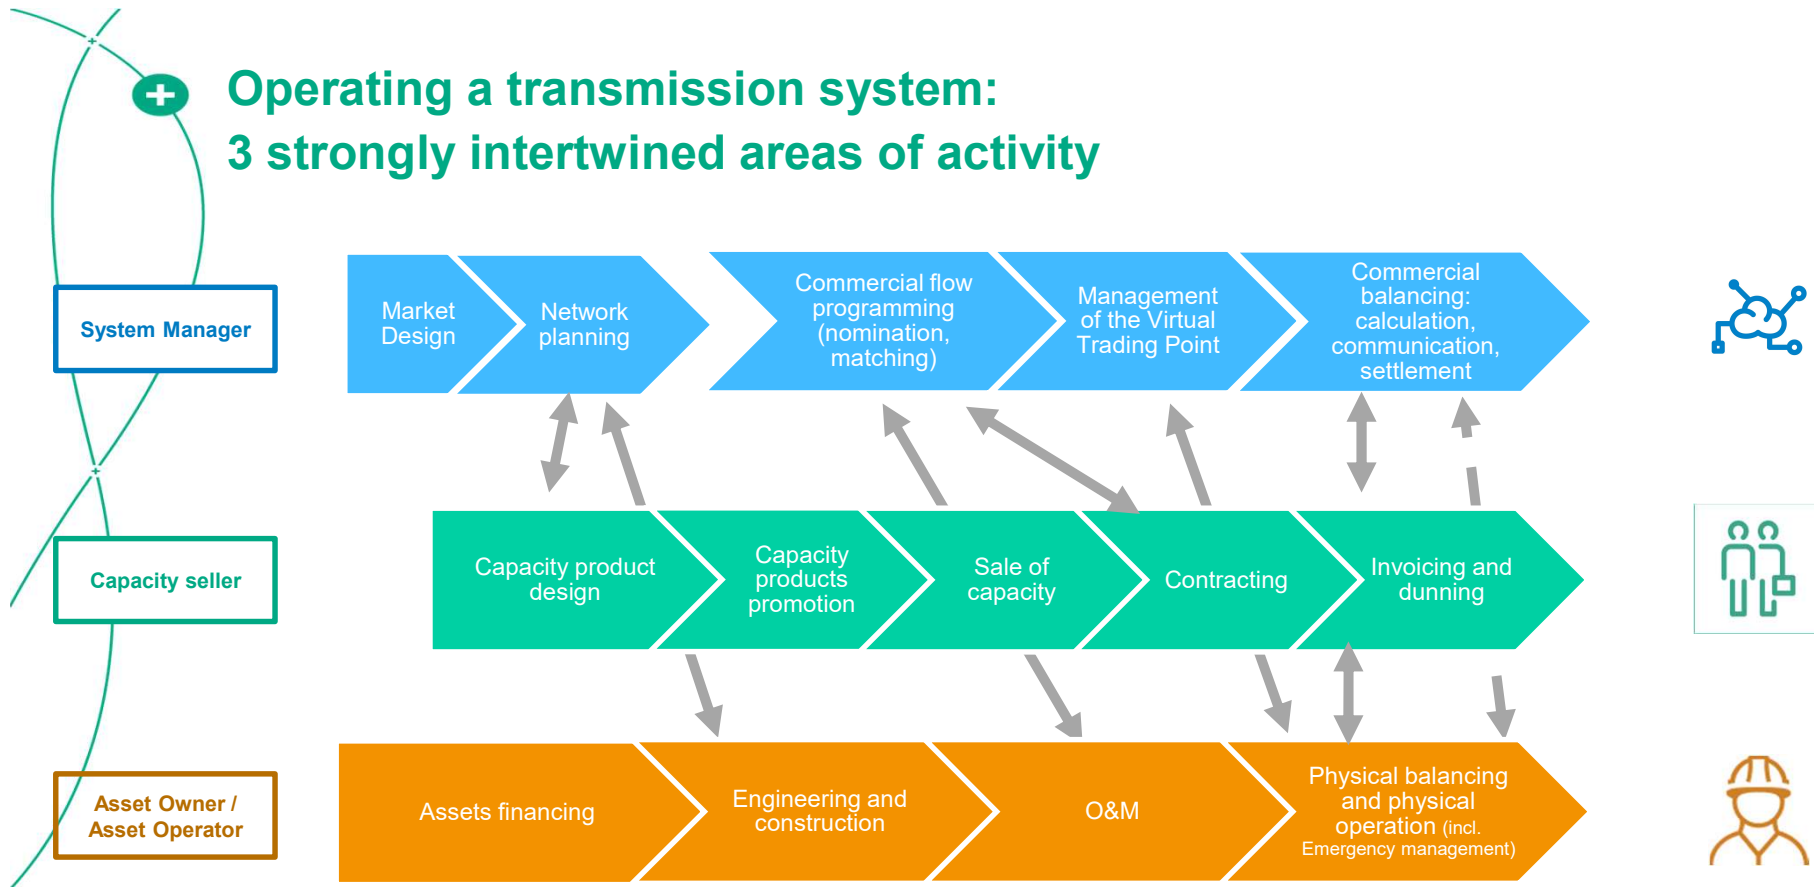 Operating a transmission system:
3 strongly intertwined areas of activity
System Manager
Market
Design
Network
planning
Commercial flow
programming
(nomination,
matching)
Management
of the Virtual
Trading Point
Commercial
balancing:
calculation,
communication,
settlement
Capacity seller
Capacity product
design
Capacity
products
promotion
Sale of
capacity
Contracting
Invoicing and
dunning
Asset Owner /
Asset Operator
Assets financing
Engineering and
construction
O&M
Physical balancing
and physical
operation (incl.
Emergency management)